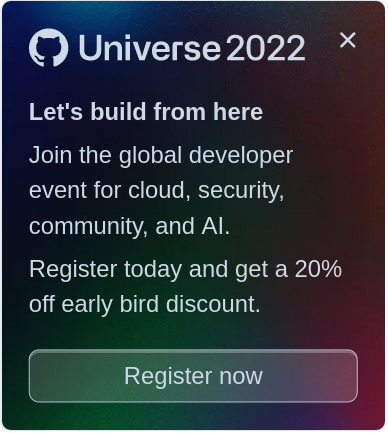 Universe 2022
Let's build from here
Join the global developer
event for cloud, security,
community, and AI.
Register today and get a 20%
off early bird discount.
Register now